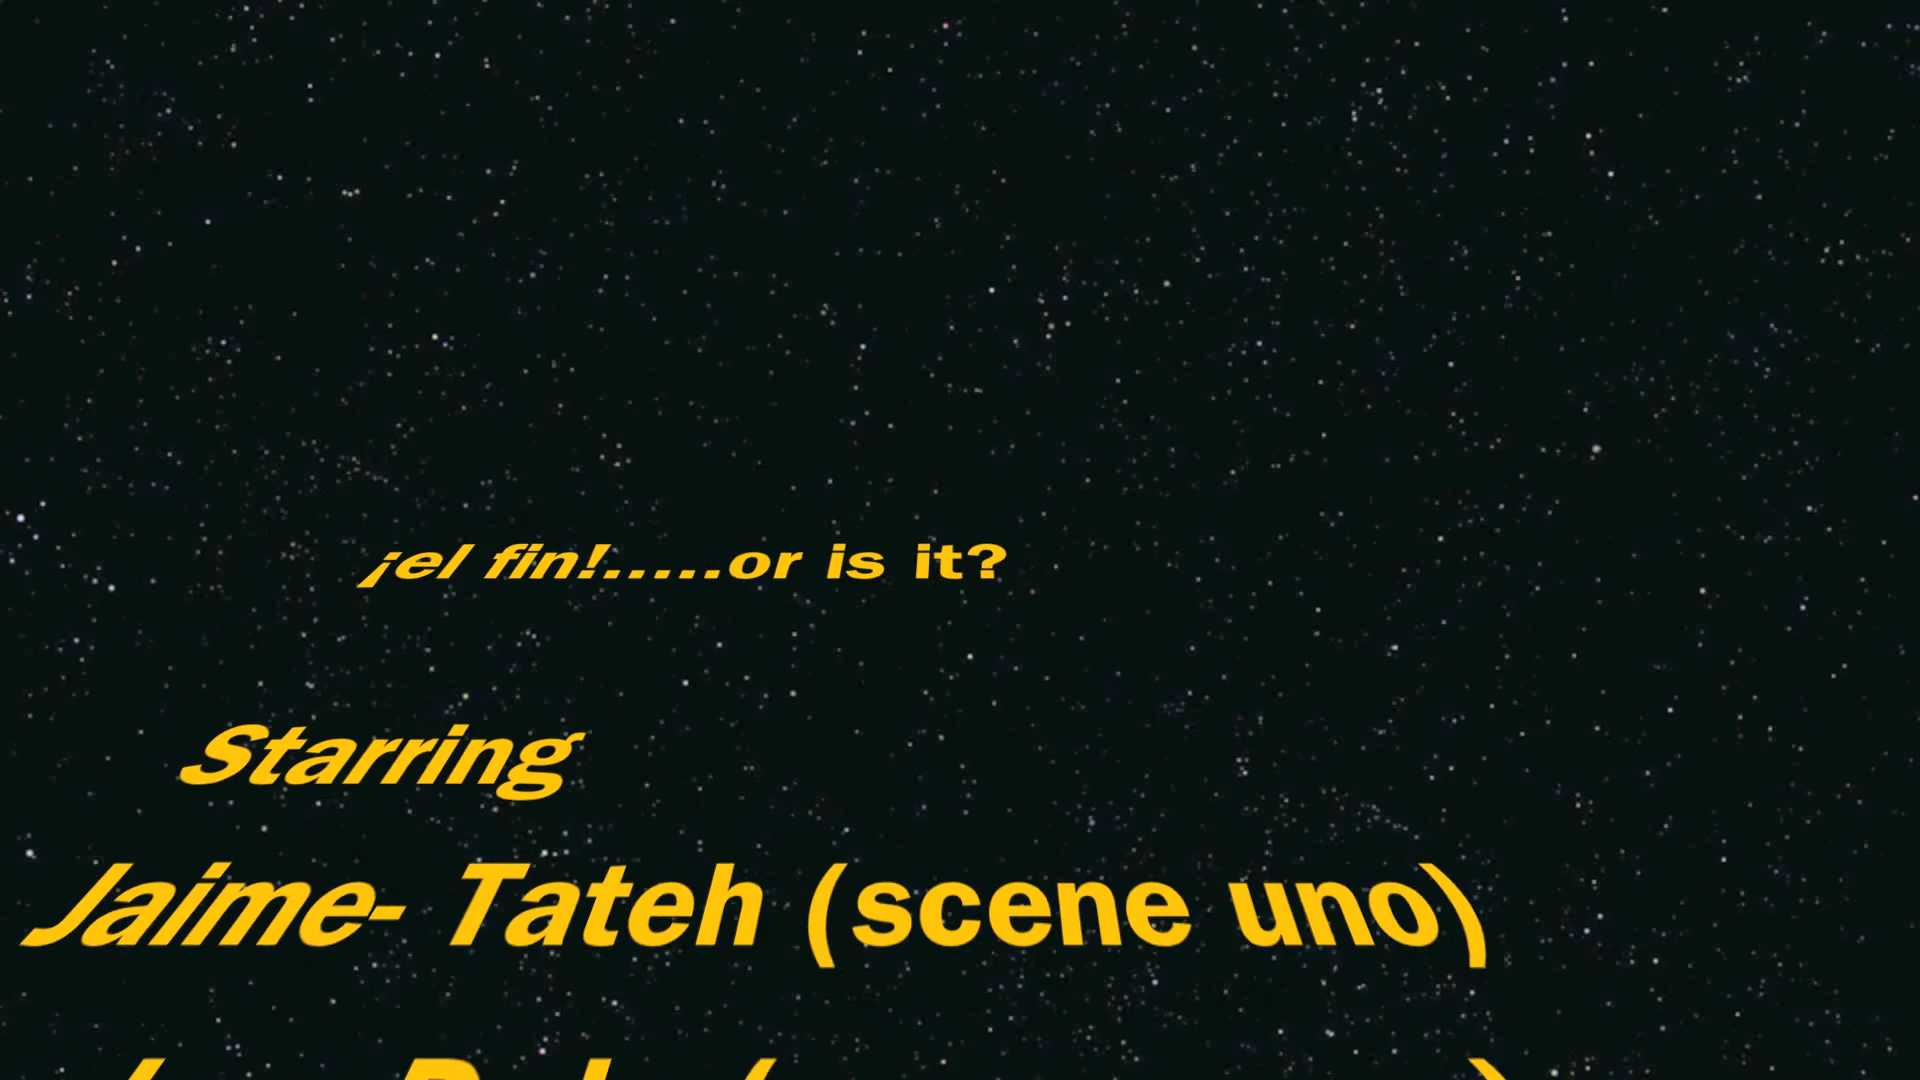 ¡el fin!.....or is it?
Starring
Jaime- Tateh (scene uno)